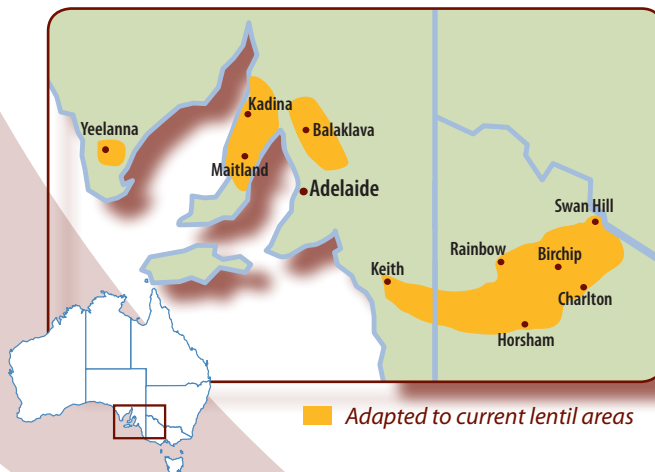 Kadina
Yeelanna
Balaklava
Maitland
Adelaide
Swan Hill
Rainbow
Birchip
Keith
Charlton
Horsham
Adapted to current lentil areas